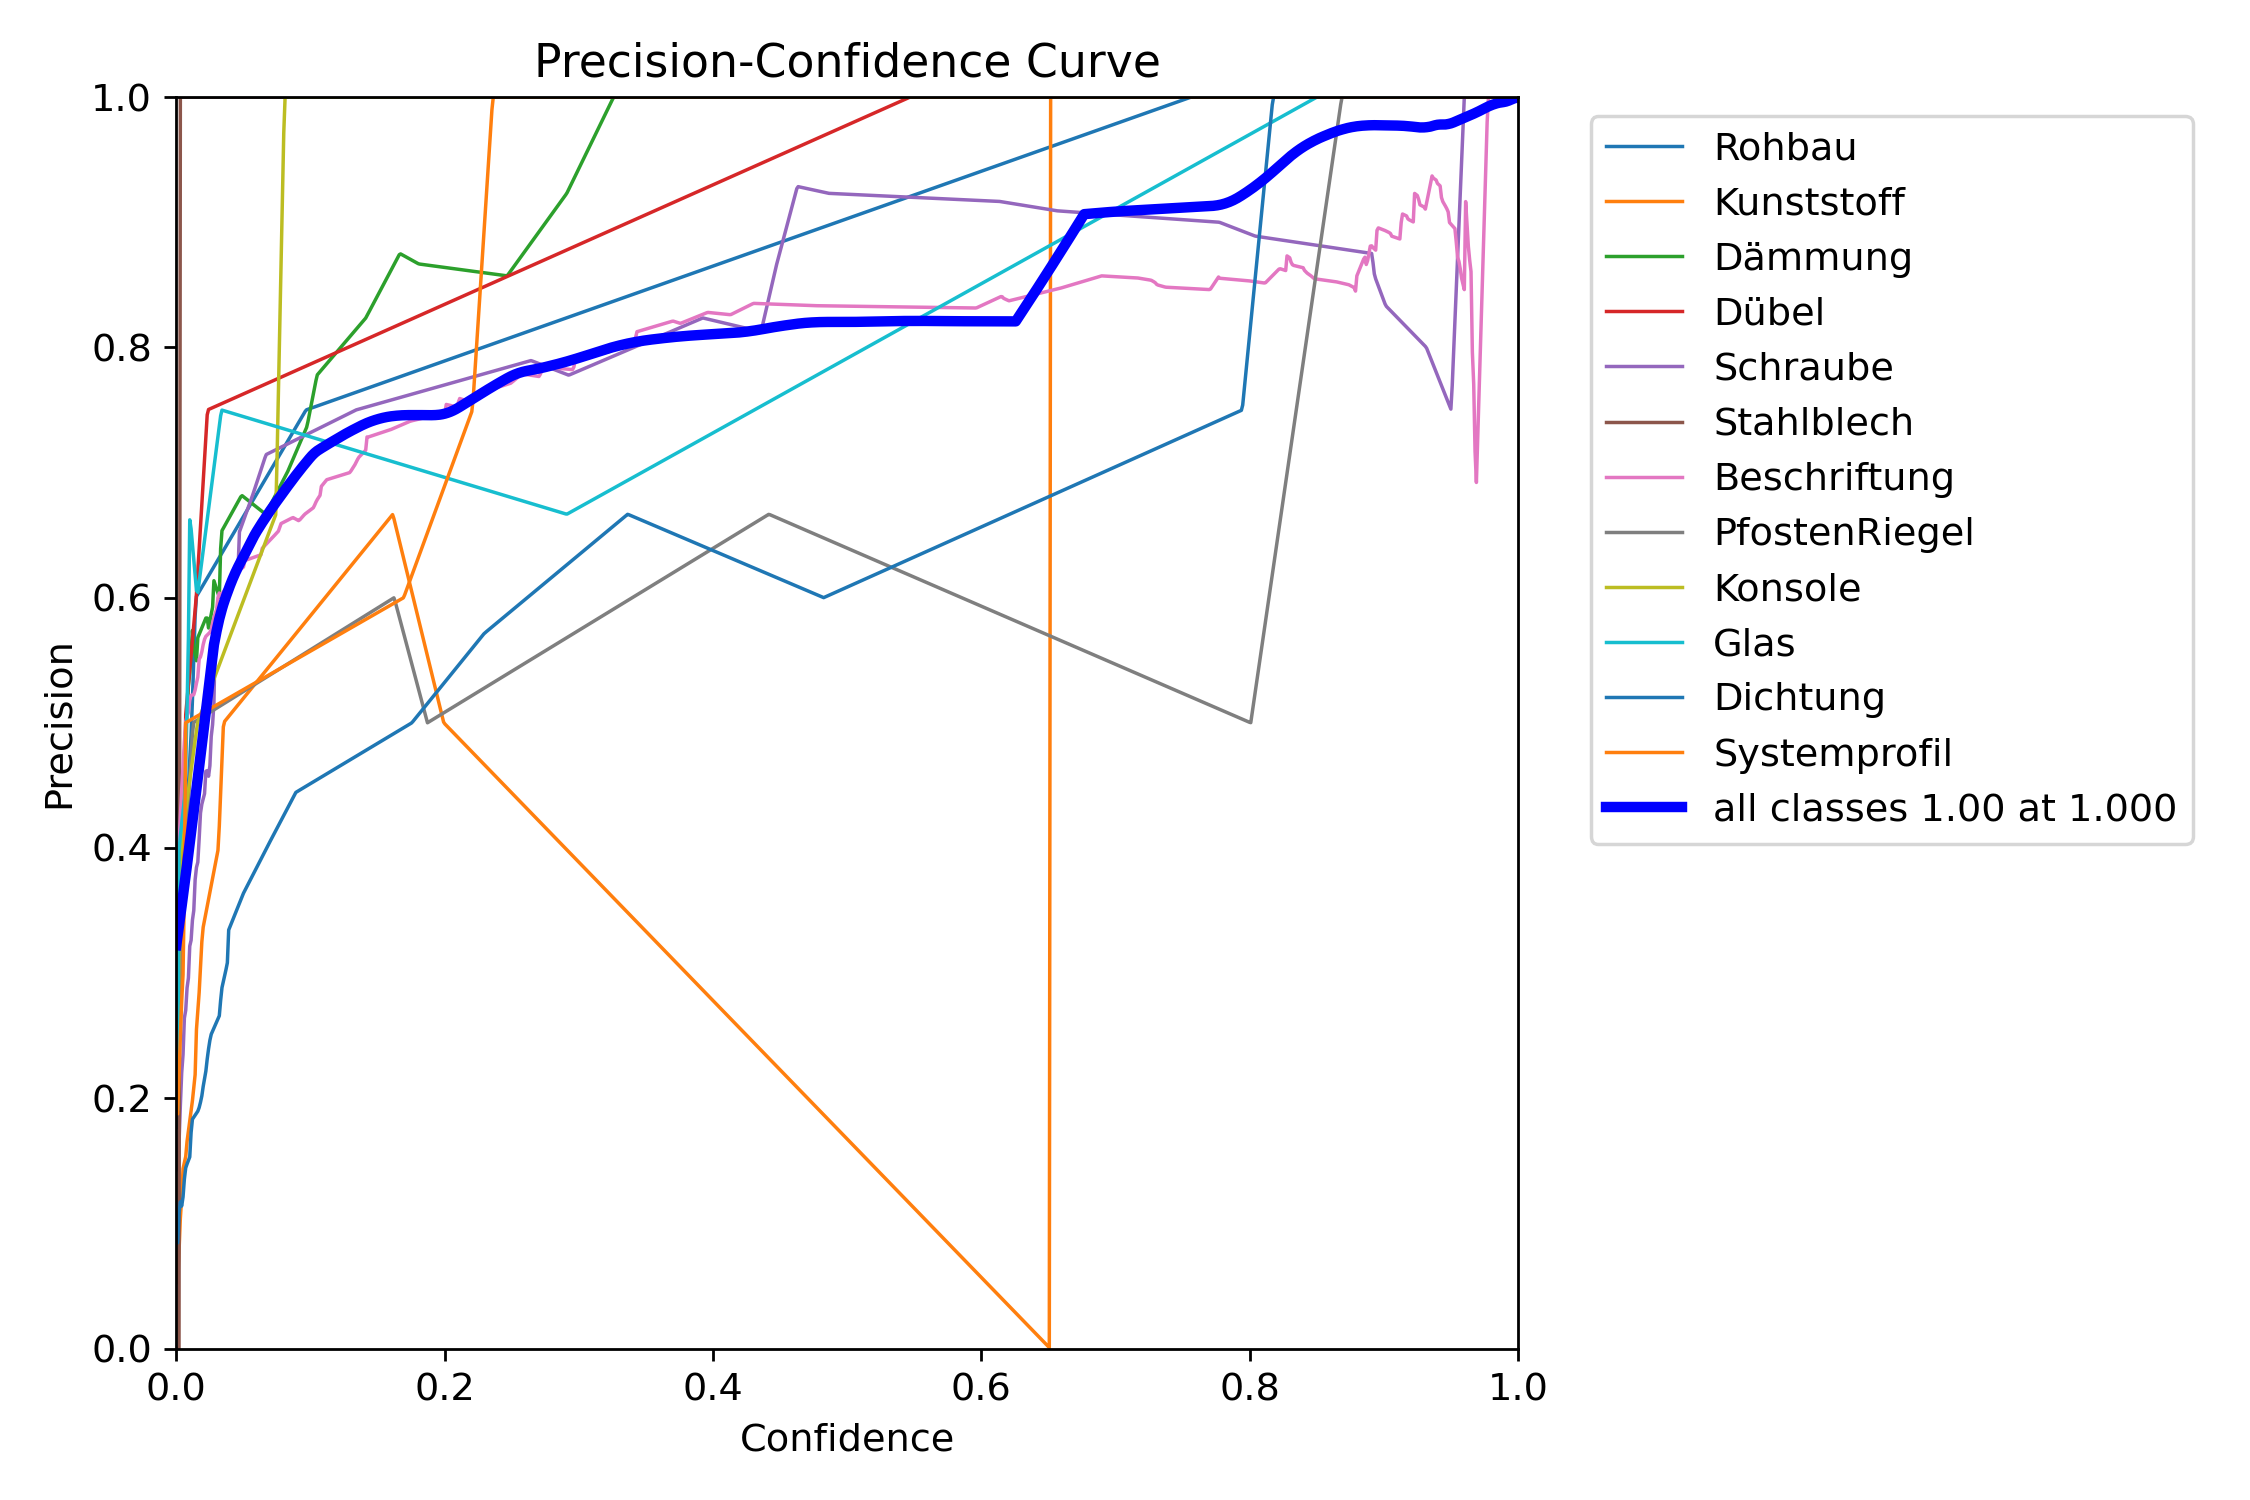 Precision-Confidence Curve
1.0
0.8
0.6
0.4
0.2
0.0
Precision
0.0 0.2 0.4 0.6 0.8 1.0
Confidence
Rohbau
Kunststoff
Dämmung
Dübel
Schraube
Stahlblech
Beschriftung
PfostenRiegel
Konsole
Glas
Dichtung
Systemprofil
all classes 1.00 at 1.000